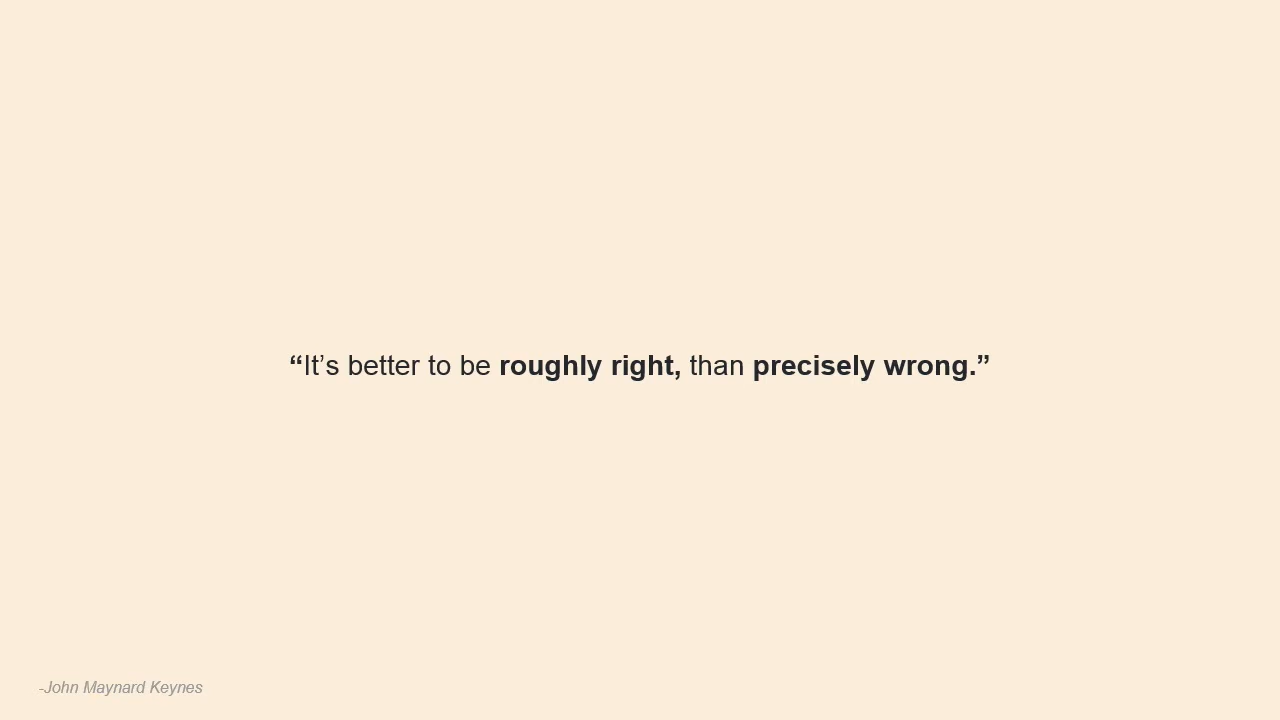 “It’s better to be roughly right, than precisely wrong.”
-John Maynard Keynes